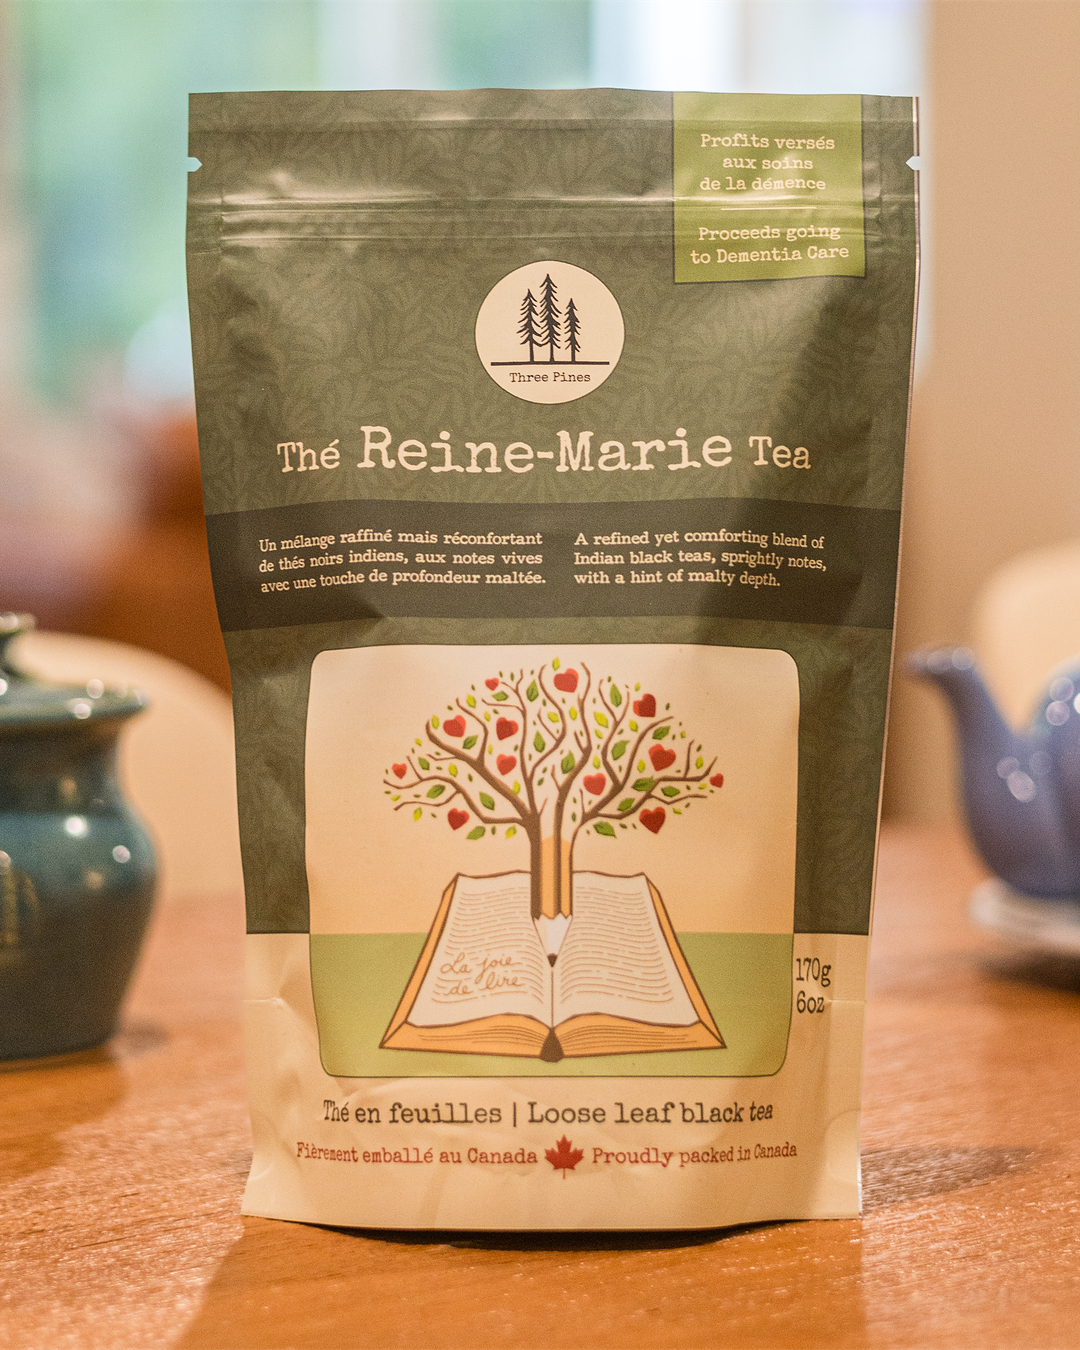 Profits versés
aux soins
de la démence
Proceeds going
to Dementia Care
Three Pines
Thé Reine-Marie Tea
Un mélange raffiné mais réconfortant
de thés noirs indiens, aux notes vives
avec une touche de profondeur maltée.
A refined yet comforting blend of
Indian black teas, sprightly notes,
with a hint of malty depth.
La joie
de lire
170g
6oz
Thé en feuilles | Loose leaf black tea
Fièrement emballé au Canada Proudly packed in Canada